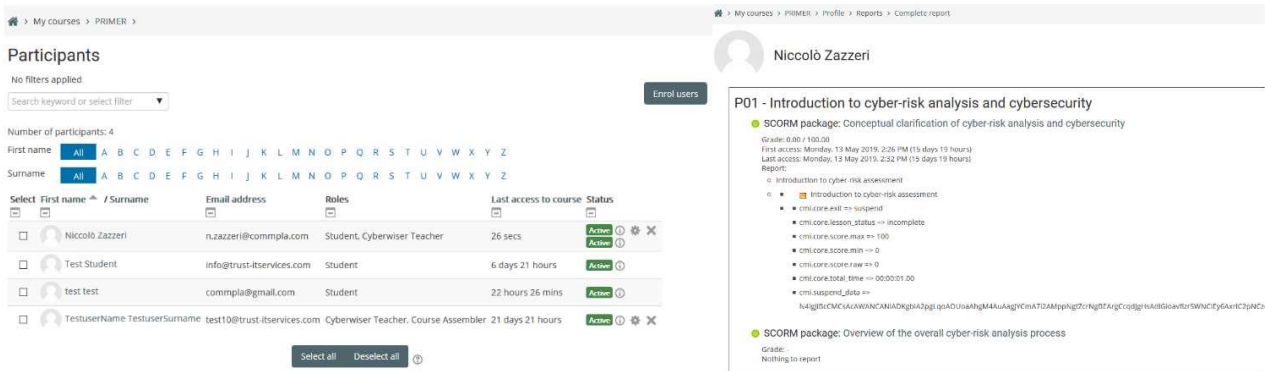 My courses > PRIMER >
Participants
No filters applied
Search keyword or select filter ▼
Enrol users
Number of participants: 4
First name All A B C D E F G H I J K L M N O P Q R S T U V W X Y Z
Surname All A B C D E F G H I J K L M N O P Q R S T U V W X Y Z
Select First name / Surname Email address Roles Last access to course Status
Niccolò Zazzeri n.zazzeri@commpla.com Student, Cyberwiser Teacher 26 secs Active
Active
Test Student info@trust-itservices.com Student 6 days 21 hours Active
test test commpla@gmail.com Student 22 hours 26 mins Active
TestuserName TestuserSurname test10@trust-itservices.com Cyberwiser Teacher, Course Assembler 21 days 21 hours Active
Select all Deselect all
My courses > PRIMER > Profile > Reports > Complete report
Niccolò Zazzeri
P01 - Introduction to cyber-risk analysis and cybersecurity
SCORM package: Conceptual clarification of cyber-risk analysis and cybersecurity
Grade: 0.00 / 100.00
First access: Monday, 13 May 2019, 2:26 PM (15 days 19 hours)
Last access: Monday, 13 May 2019, 2:32 PM (15 days 19 hours)
Report:
Introduction to cyber-risk assessment
Introduction to cyber-risk assessment
cmi.core.exit => suspend
cmi.core.lesson_status => incomplete
cmi.core.score.max => 100
cmi.core.score.min => 0
cmi.core.score.raw => 0
cmi.core.total_time => 00:00:01.00
cmi.suspend_data =>
SCORM package: Overview of the overall cyber-risk analysis process
Grade: -
Nothing to report